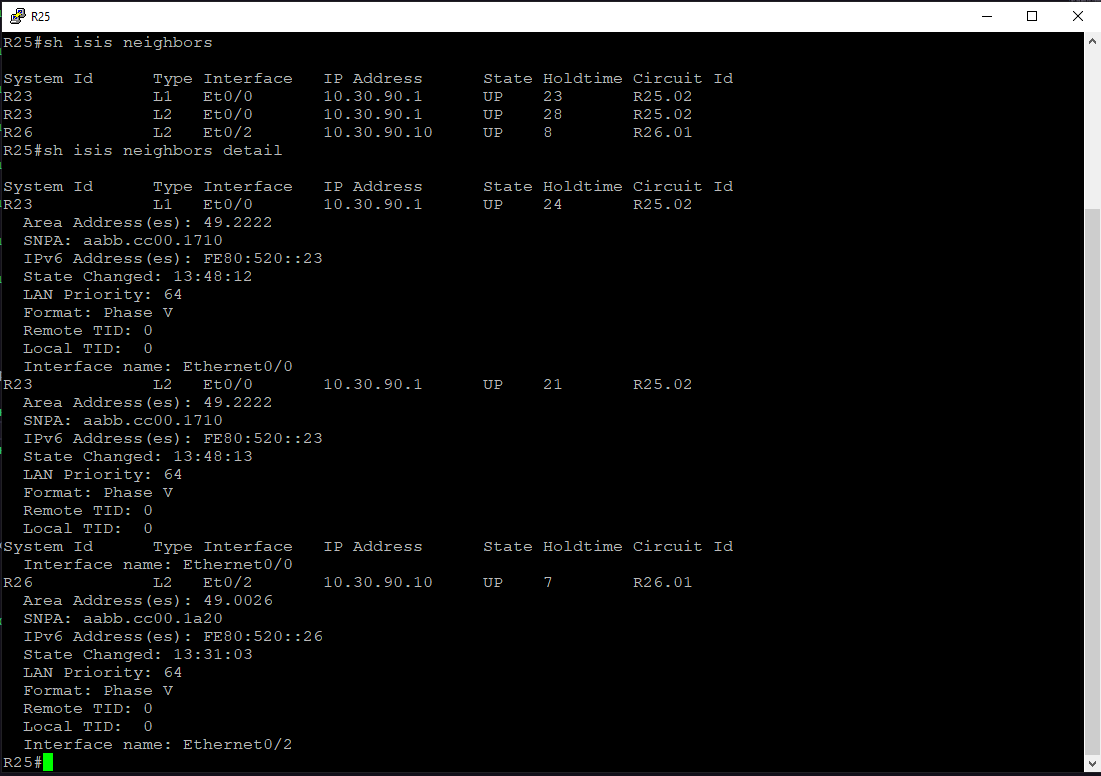 R25
R25#sh isis neighbors
System Id      Type Interface   IP Address      State Holdtime Circuit Id
R23            L1   Et0/0       10.30.90.1      UP    23       R25.02
R23            L2   Et0/0       10.30.90.1      UP    28       R25.02
R26            L2   Et0/2       10.30.90.10     UP    8        R26.01
R25#sh isis neighbors detail
System Id      Type Interface   IP Address      State Holdtime Circuit Id
R23            L1   Et0/0       10.30.90.1      UP    24       R25.02
  Area Address(es): 49.2222
  SNPA: aabb.cc00.1710
  IPv6 Address(es): FE80:520::23
  State Changed: 13:48:12
  LAN Priority: 64
  Format: Phase V
  Remote TID: 0
  Local TID:  0
  Interface name: Ethernet0/0
R23            L2   Et0/0       10.30.90.1      UP    21       R25.02
  Area Address(es): 49.2222
  SNPA: aabb.cc00.1710
  IPv6 Address(es): FE80:520::23
  State Changed: 13:48:13
  LAN Priority: 64
  Format: Phase V
  Remote TID: 0
  Local TID:  0
System Id      Type Interface   IP Address      State Holdtime Circuit Id
  Interface name: Ethernet0/0
R26            L2   Et0/2       10.30.90.10     UP    7        R26.01
  Area Address(es): 49.0026
  SNPA: aabb.cc00.1a20
  IPv6 Address(es): FE80:520::26
  State Changed: 13:31:03
  LAN Priority: 64
  Format: Phase V
  Remote TID: 0
  Local TID:  0
  Interface name: Ethernet0/2
R25#